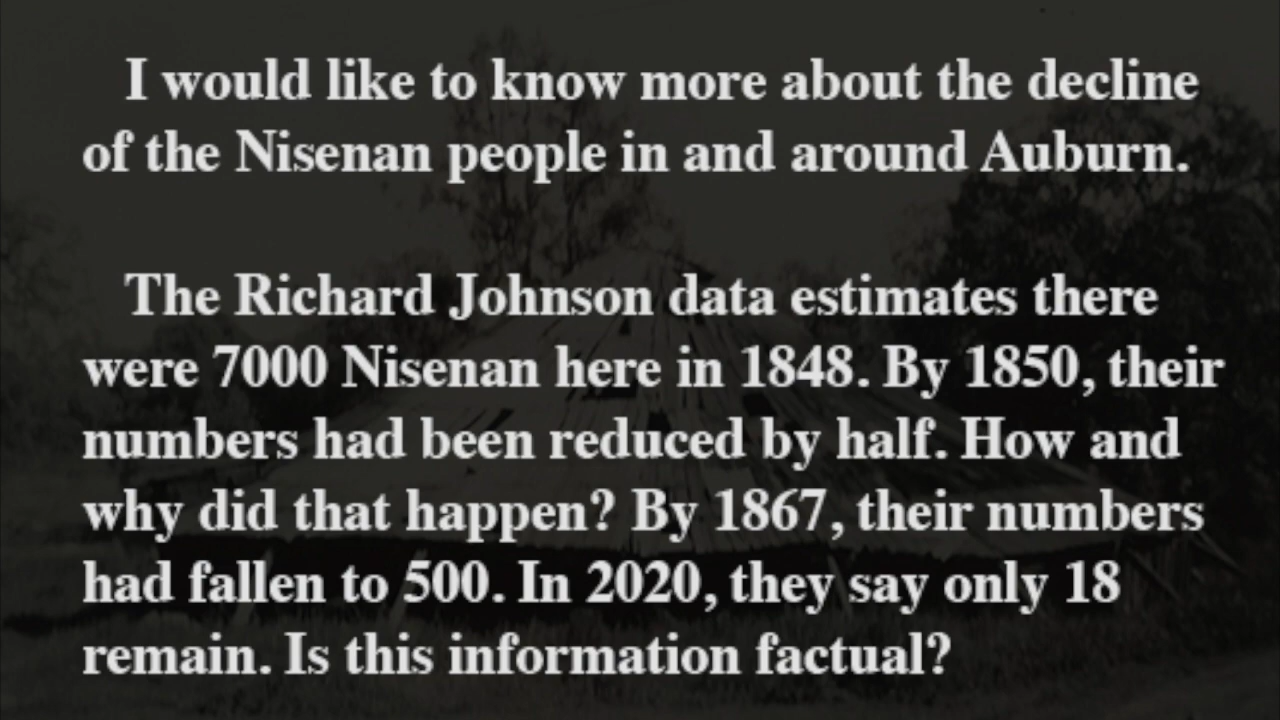 I would like to know more about the decline
of the Nisenan people in and around Auburn.
The Richard Johnson data estimates there
were 7000 Nisenan here in 1848. By 1850, their
numbers had been reduced by half. How and
why did that happen? By 1867, their numbers
had fallen to 500. In 2020, they say only 18
remain. Is this information factual?